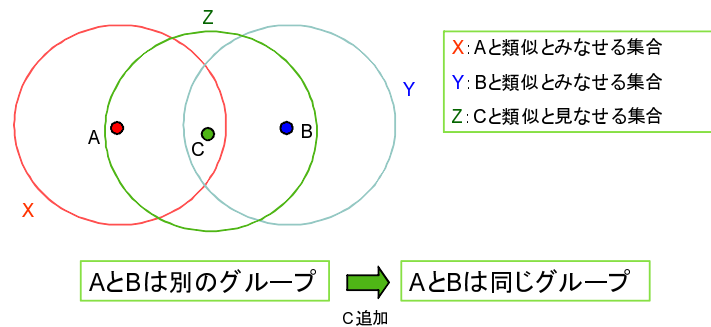 Z
X:Aと類似とみなせる集合
Y:Bと類似とみなせる集合
Z:Cと類似と見なせる集合
Y
A
C
B
X
AとBは別のグループ
AとBは同じグループ
C追加